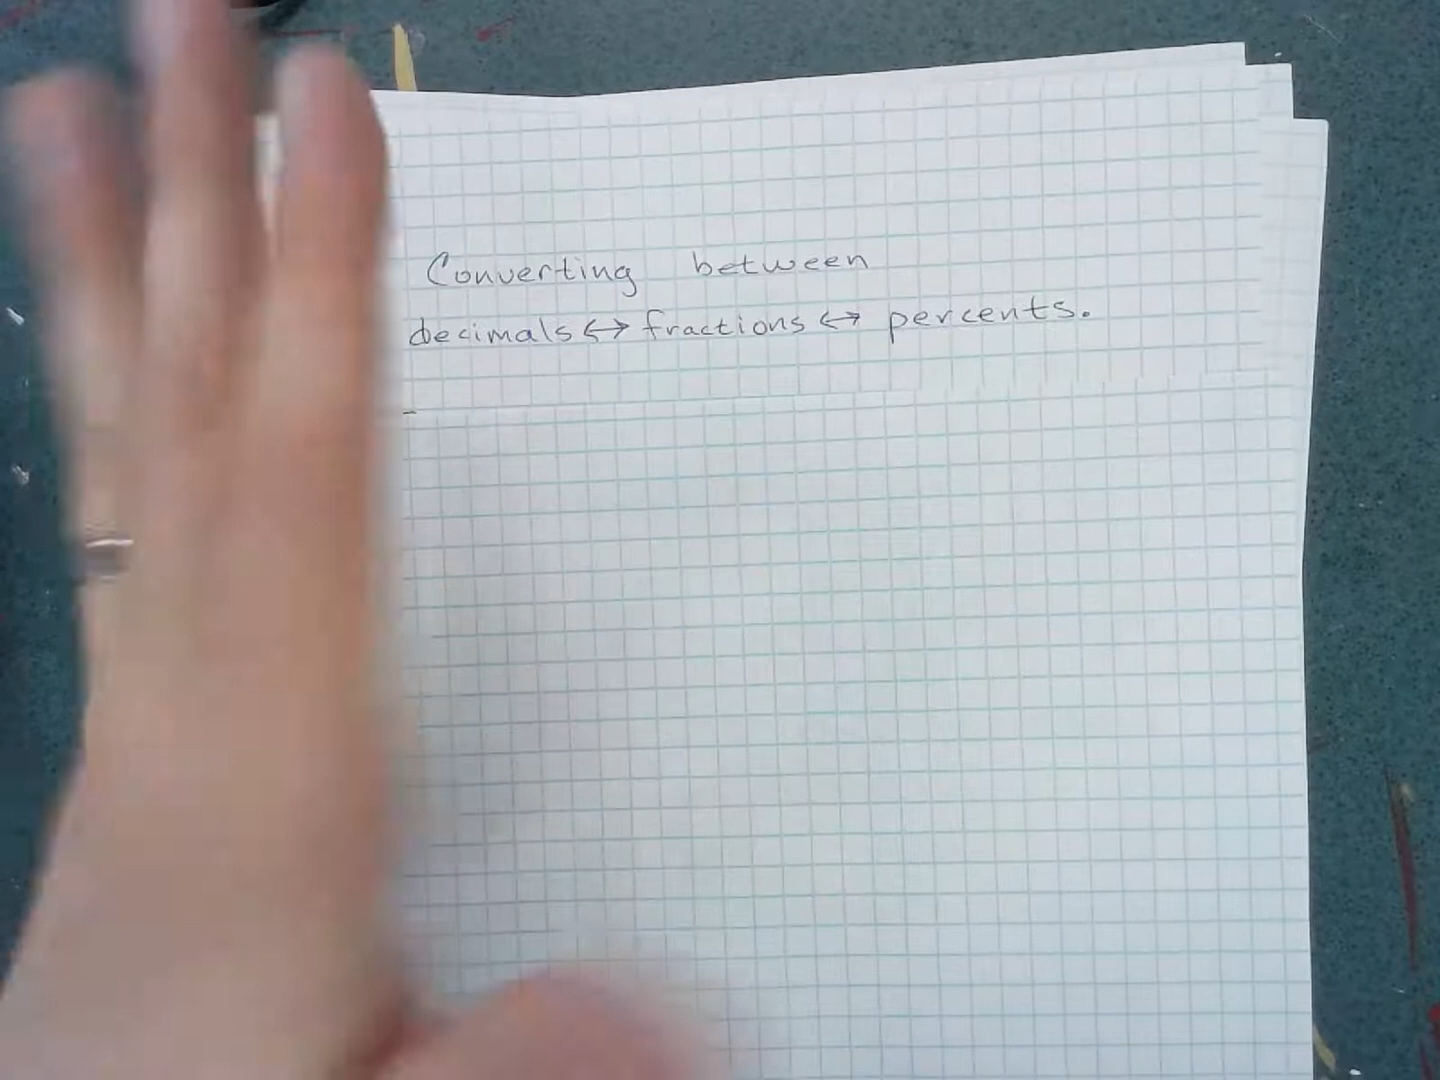 Converting between
decimals ↔ fractions ↔ percents.